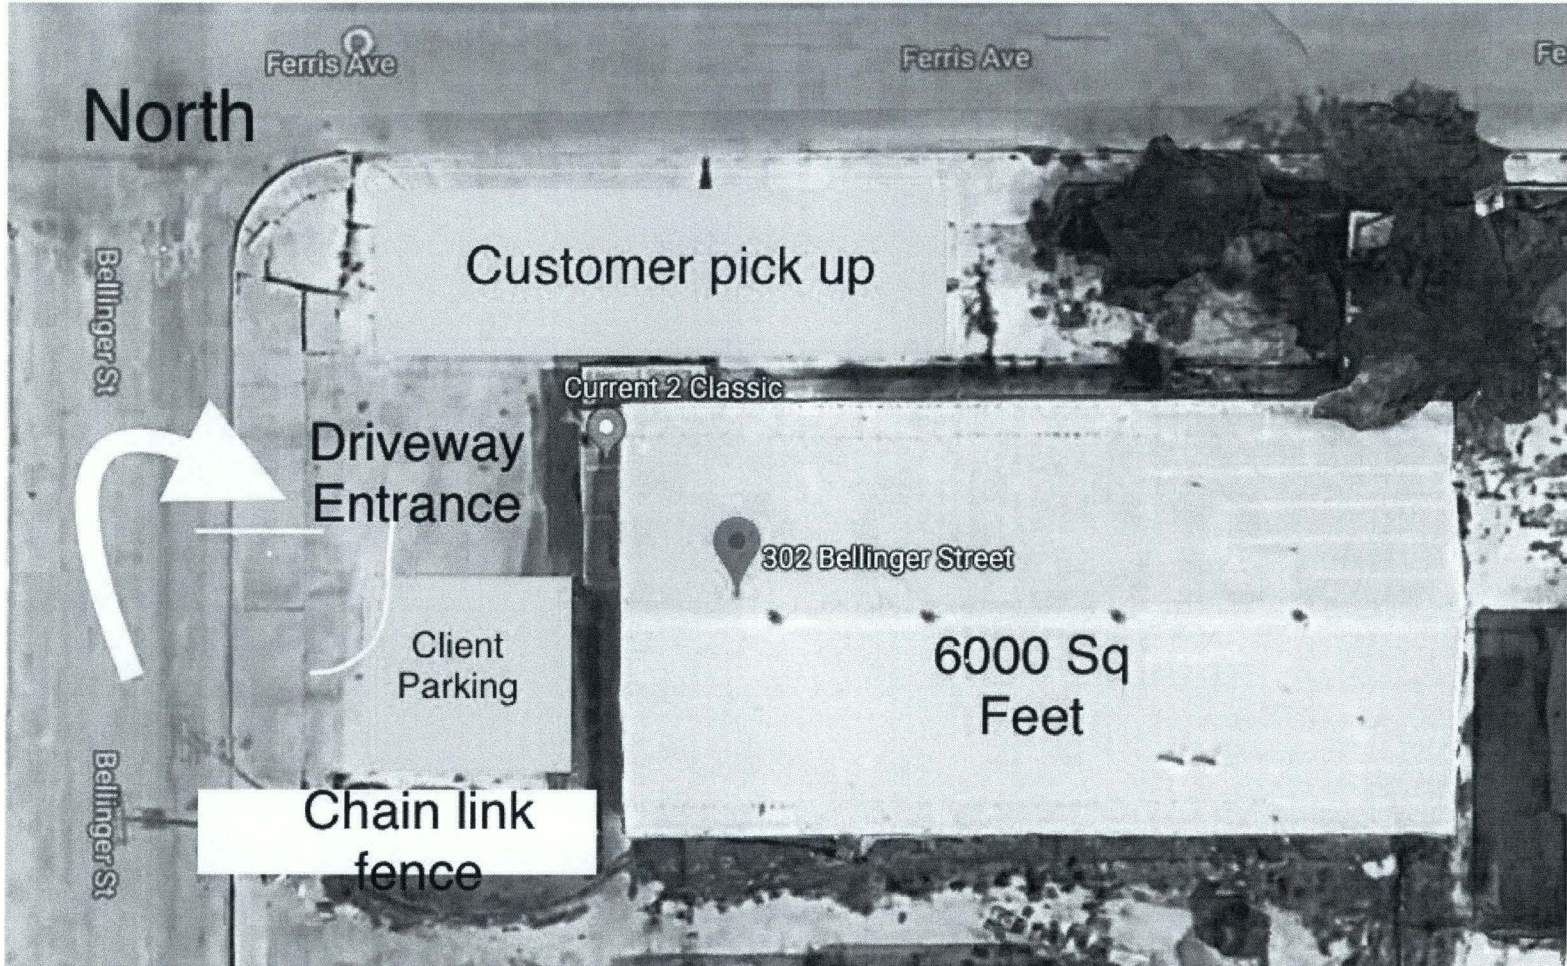 Ferris Ave
Ferris Ave
Fe
North
Customer pick up
Bellinger St
Current 2 Classic
Driveway
Entrance
302 Bellinger Street
Client
Parking
6000 Sq
Feet
Bellinger St
Chain link
fence